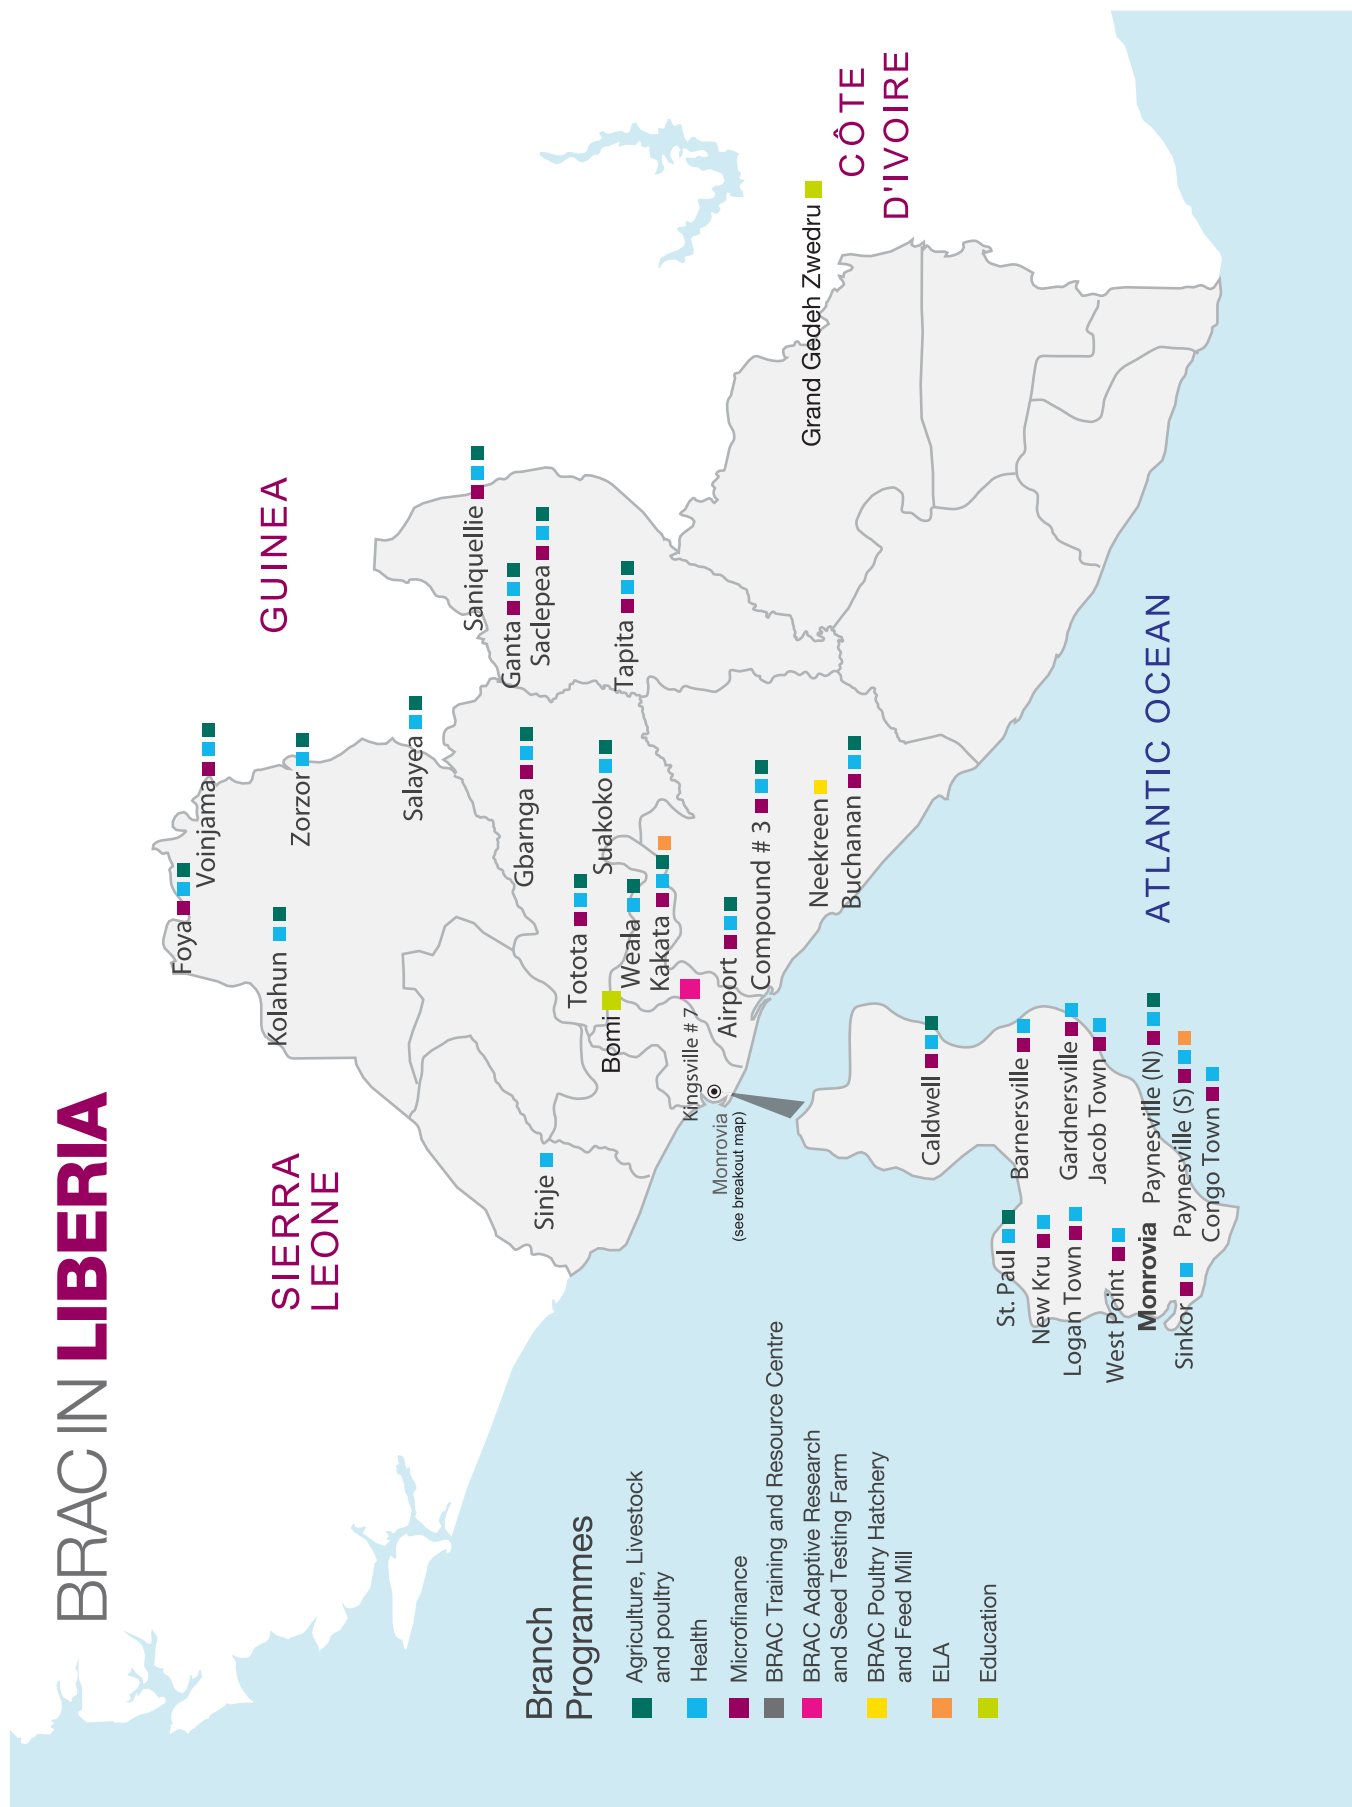 BRAC IN LIBERIA
SIERRA
LEONE
GUINEA
CÔTE
D'IVOIRE
ATLANTIC OCEAN
Foya
Voinjama
Kolahun
Zorzor
Salayea
Saniquellie
Ganta
Saclepea
Tapita
Gbarnga
Suakoko
Totota
Weala
Kakata
Bomi
Kingsville # 7
Airport
Compound # 3
Neekreen
Buchanan
Grand Gedeh Zwedru
Sinje
Monrovia
(see breakout map)
Caldwell
Barnersville
Gardnersville
Jacob Town
Paynesville (N)
Paynesville (S)
Congo Town
St. Paul
New Kru
Logan Town
West Point
Monrovia
Sinkor
Branch
Programmes
Agriculture, Livestock
and poultry
Health
Microfinance
BRAC Training and Resource Centre
BRAC Adaptive Research
and Seed Testing Farm
BRAC Poultry Hatchery
and Feed Mill
ELA
Education